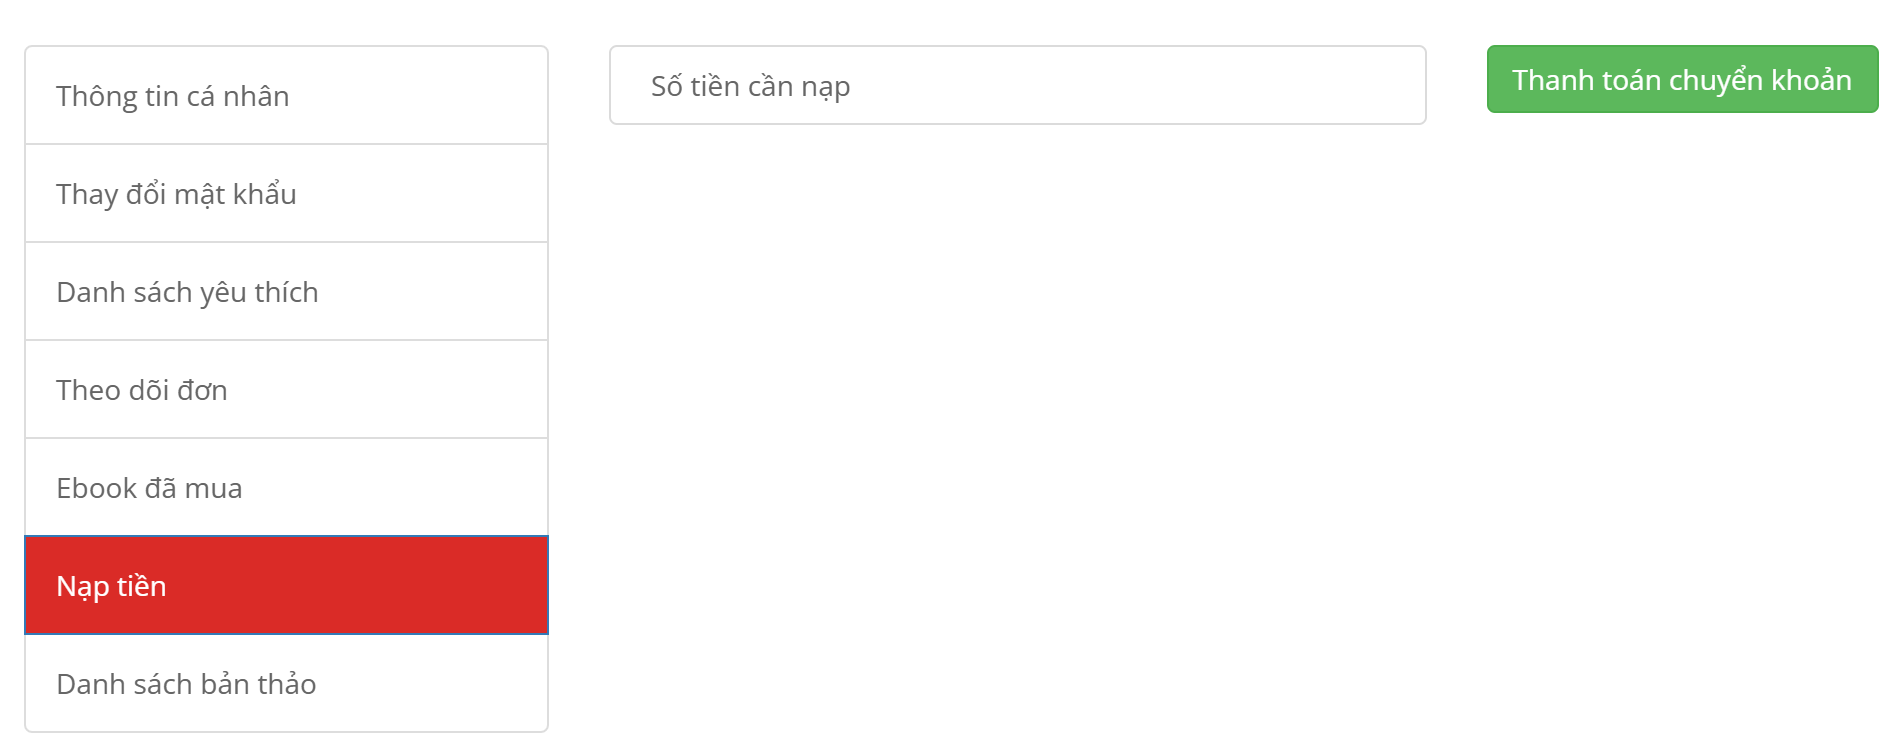 Thông tin cá nhân
Thay đổi mật khẩu
Danh sách yêu thích
Theo dõi đơn
Ebook đã mua
Nạp tiền
Danh sách bản thảo
Số tiền cần nạp
Thanh toán chuyển khoản